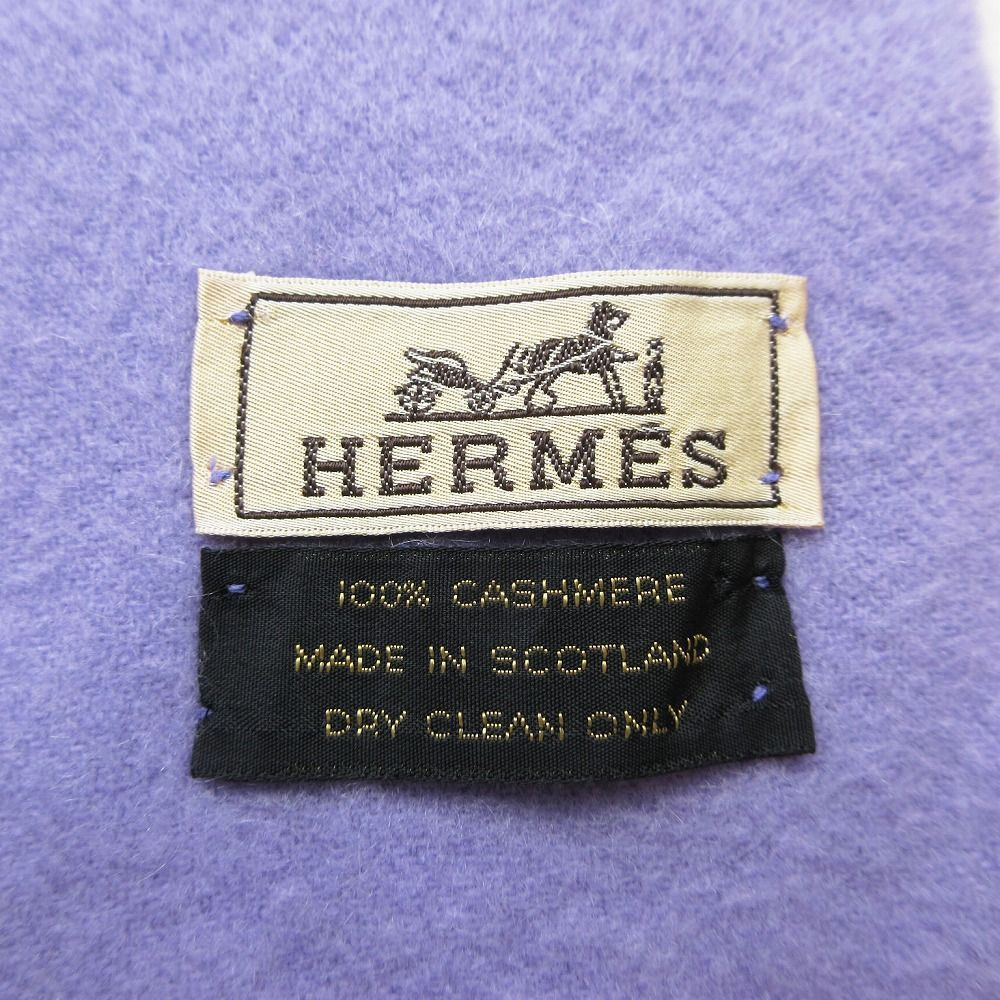 HERMÈS
100% CASHMERE
MADE IN SCOTLAND
DRY CLEAN ONLY